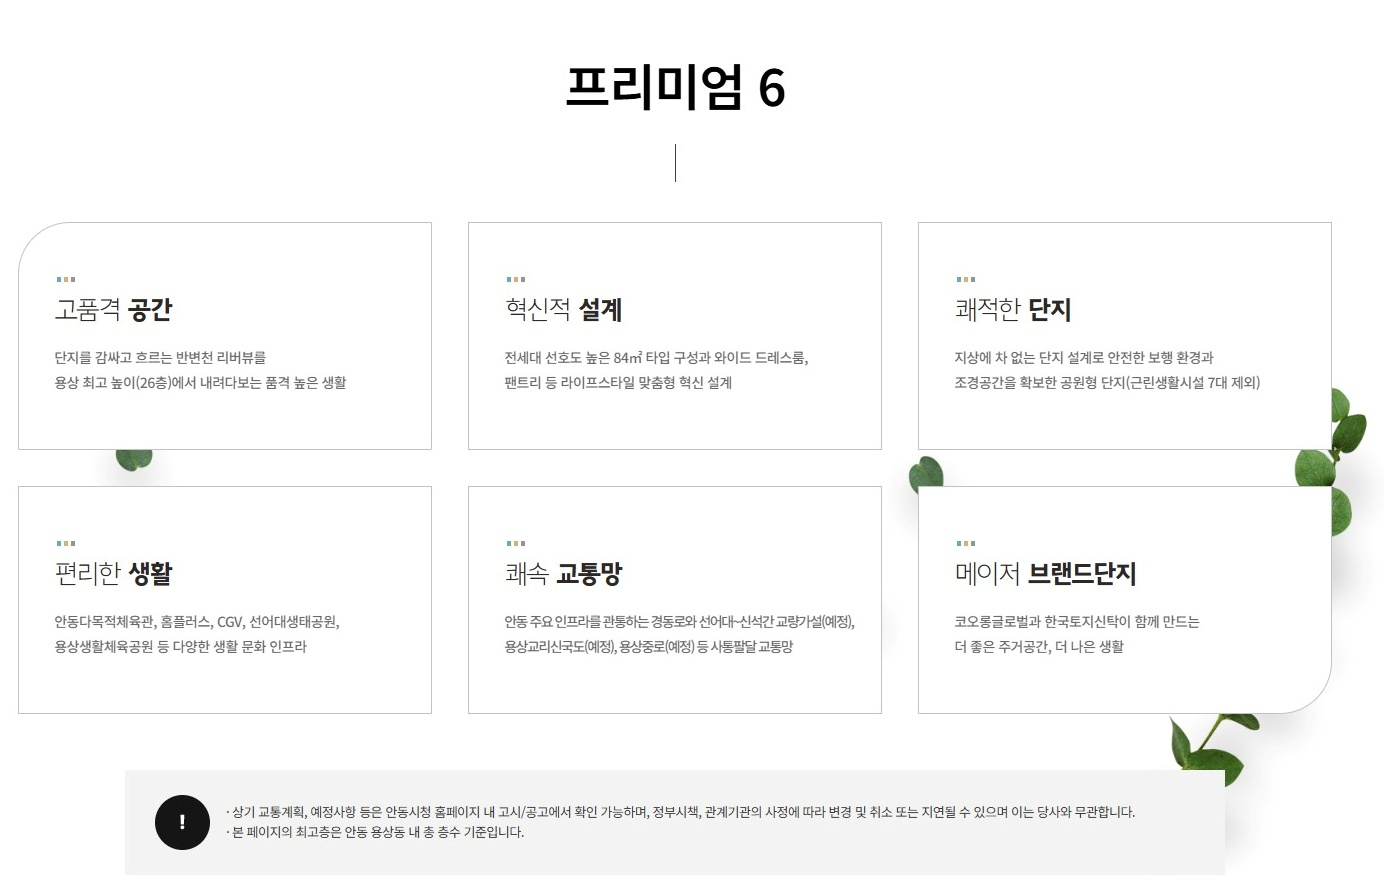 프리미엄 6
고품격 공간
단지를 감싸고 흐르는 반변천 리버뷰를
용상 최고 높이(26층)에서 내려다보는 품격 높은 생활
혁신적 설계
전세대 선호도 높은 84㎡ 타입 구성과 와이드 드레스룸,
팬트리 등 라이프스타일 맞춤형 혁신 설계
쾌적한 단지
지상에 차 없는 단지 설계로 안전한 보행 환경과
조경공간을 확보한 공원형 단지(근린생활시설 7대 제외)
편리한 생활
안동다목적체육관, 홈플러스, CGV, 선어대생태공원,
용상생활체육공원 등 다양한 생활 문화 인프라
쾌속 교통망
안동 주요 인프라를 관통하는 경동로와 선어대~신석간 교량가설(예정),
용상교리신국도(예정), 용상중로(예정) 등 사통팔달 교통망
메이저 브랜드단지
코오롱글로벌과 한국토지신탁이 함께 만드는
더 좋은 주거공간, 더 나은 생활
!
· 상기 교통계획, 예정사항 등은 안동시청 홈페이지 내 고시/공고에서 확인 가능하며, 정부시책, 관계기관의 사정에 따라 변경 및 취소 또는 지연될 수 있으며 이는 당사와 무관합니다.
· 본 페이지의 최고층은 안동 용상동 내 총 층수 기준입니다.